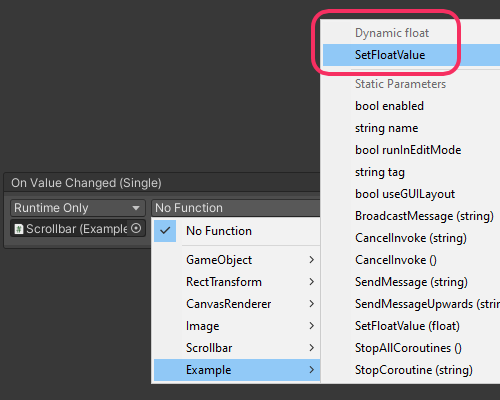 Dynamic float
SetFloatValue
Static Parameters
bool enabled
string name
bool runInEditMode
string tag
bool useGUILayout
BroadcastMessage (string)
CancelInvoke (string)
CancelInvoke ()
SendMessage (string)
SendMessageUpwards (strin
SetFloatValue (float)
StopAllCoroutines ()
StopCoroutine (string)
On Value Changed (Single)
Runtime Only
No Function
Scrollbar (Example
No Function
GameObject
RectTransform
CanvasRenderer
Image
Scrollbar
Example